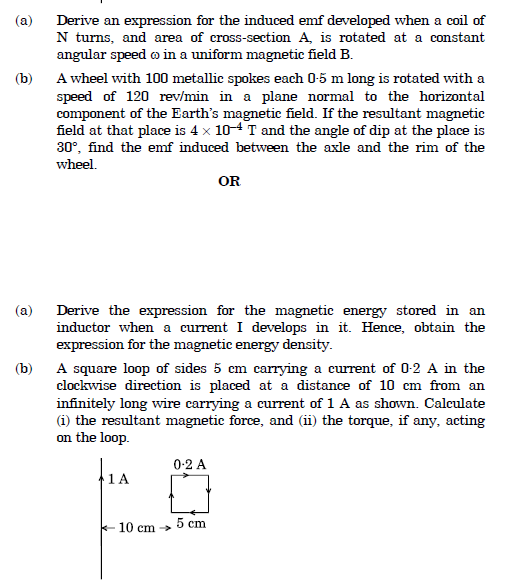 (a) Derive an expression for the induced emf developed when a coil of
N turns, and area of cross-section A, is rotated at a constant
angular speed ω in a uniform magnetic field B.
(b) A wheel with 100 metallic spokes each 0·5 m long is rotated with a
speed of 120 rev/min in a plane normal to the horizontal
component of the Earth's magnetic field. If the resultant magnetic
field at that place is 4 × 10⁻⁴ T and the angle of dip at the place is
30°, find the emf induced between the axle and the rim of the
wheel.
OR
(a) Derive the expression for the magnetic energy stored in an
inductor when a current I develops in it. Hence, obtain the
expression for the magnetic energy density.
(b) A square loop of sides 5 cm carrying a current of 0·2 A in the
clockwise direction is placed at a distance of 10 cm from an
infinitely long wire carrying a current of 1 A as shown. Calculate
(i) the resultant magnetic force, and (ii) the torque, if any, acting
on the loop.
0·2 A
1 A
10 cm 5 cm